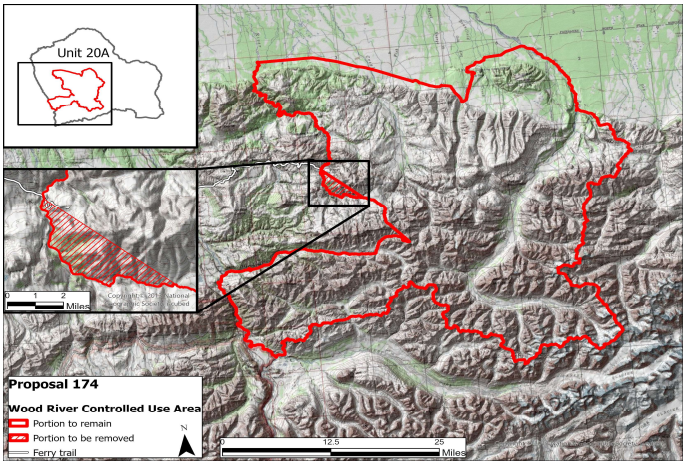 Unit 20A
Copyright:© 2013 National
Geographic Society, i-cubed
0 1 2
Miles
Proposal 174
Wood River Controlled Use Area
Portion to remain
Portion to be removed
Ferry trail
N
0 12.5 25
Miles